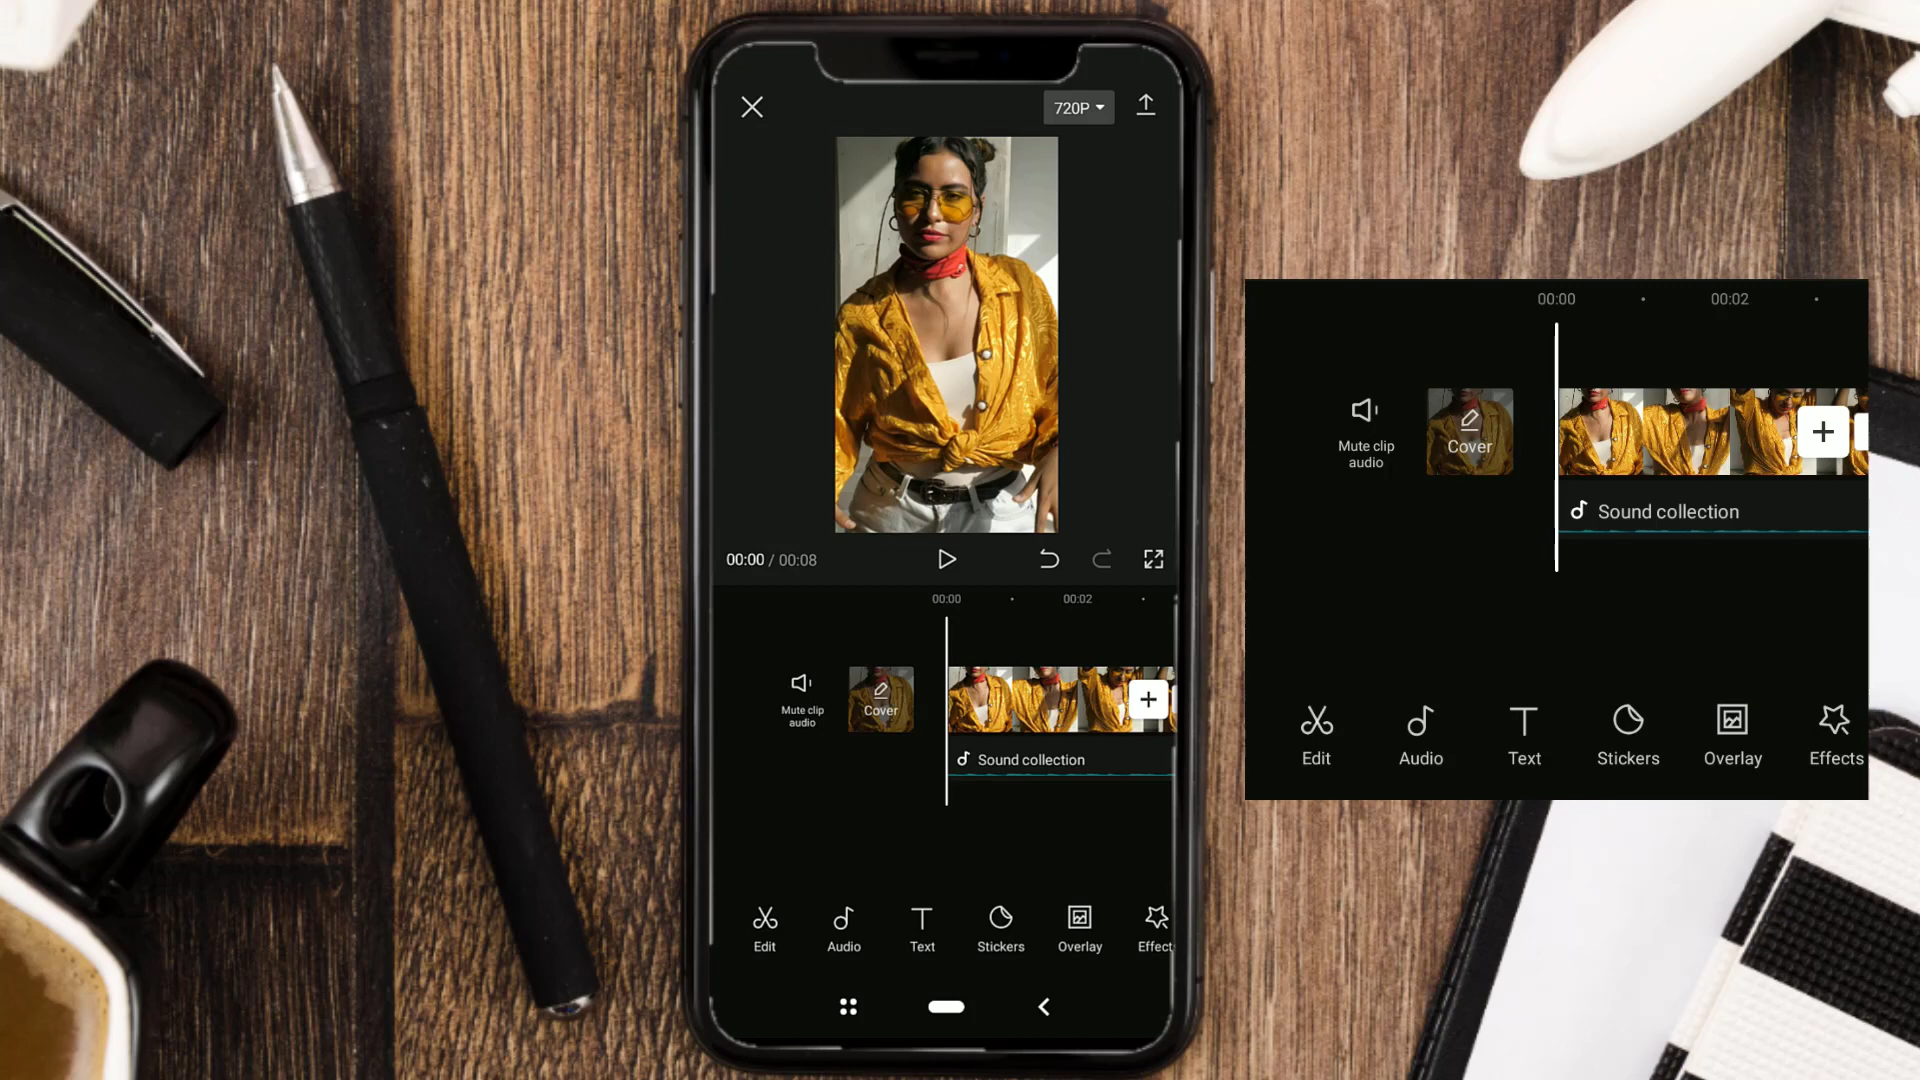 720P
00:00 / 00:08
00:00
00:02
Mute clip
audio
Cover
Sound collection
Edit
Audio
Text
Stickers
Overlay
Effect
00:00
00:02
Mute clip
audio
Cover
Sound collection
Edit
Audio
Text
Stickers
Overlay
Effects